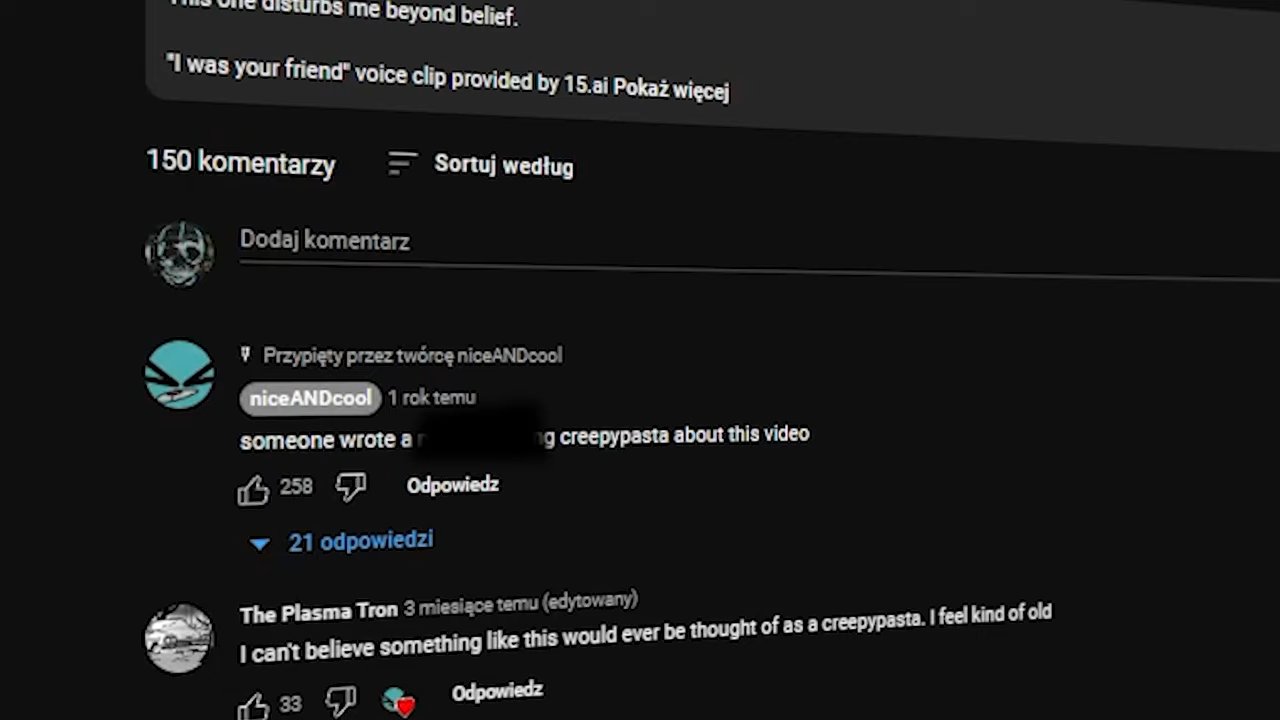 This one disturbs me beyond belief.
"I was your friend" voice clip provided by 15.ai Pokaż więcej
150 komentarzy
Sortuj według
Dodaj komentarz
Przypięty przez twórcę niceANDcool
niceANDcool 1 rok temu
someone wrote a creepypasta about this video
258 Odpowiedz
21 odpowiedzi
The Plasma Tron 3 miesiące temu (edytowany)
I can't believe something like this would ever be thought of as a creepypasta. I feel kind of old
33 Odpowiedz